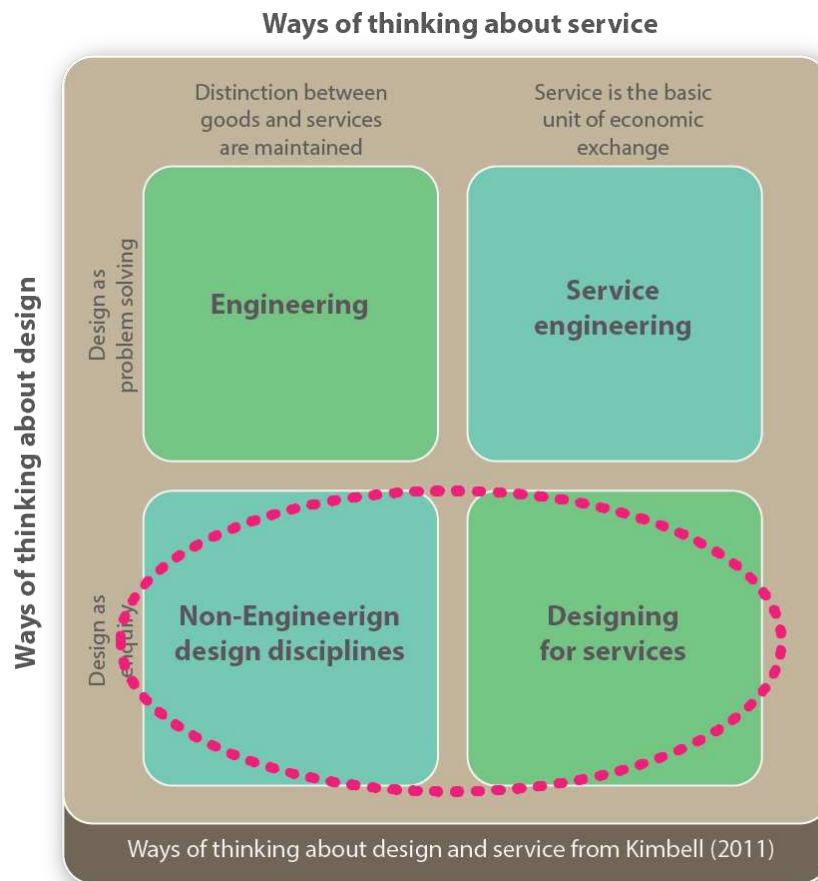 Ways of thinking about service
Distinction between
goods and services
are maintained
Service is the basic
unit of economic
exchange
Ways of thinking about design
Design as
problem solving
Engineering
Service
engineering
Design as
enquiry
Non-Engineerign
design disciplines
Designing
for services
Ways of thinking about design and service from Kimbell (2011)